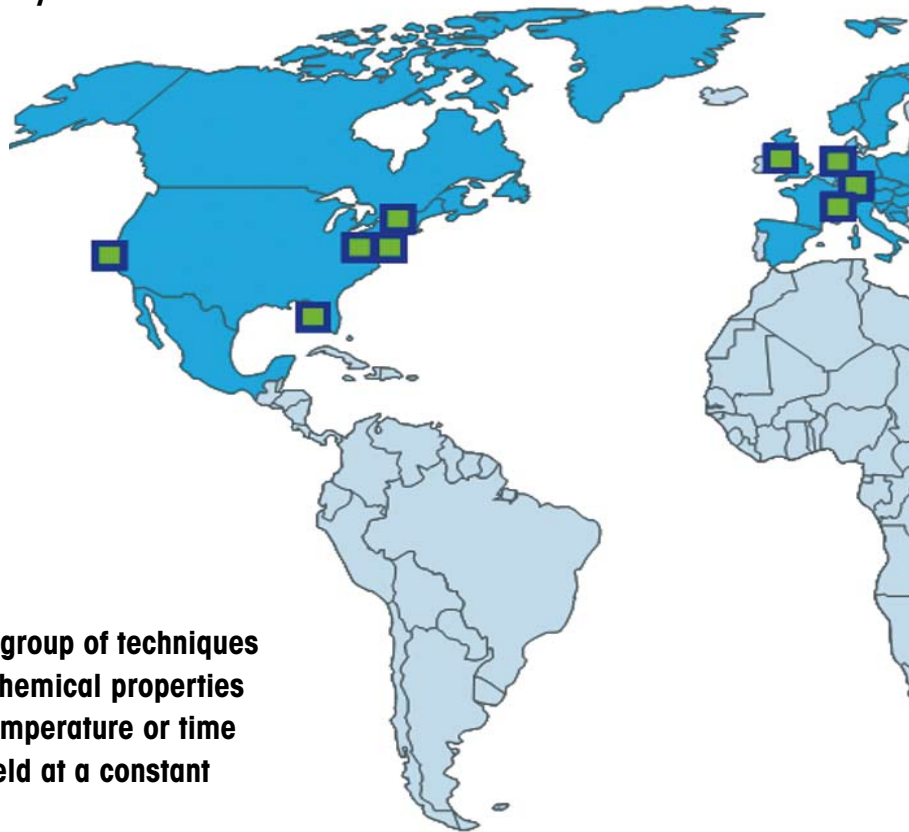 group of techniques
hemical properties
mperature or time
eld at a constant